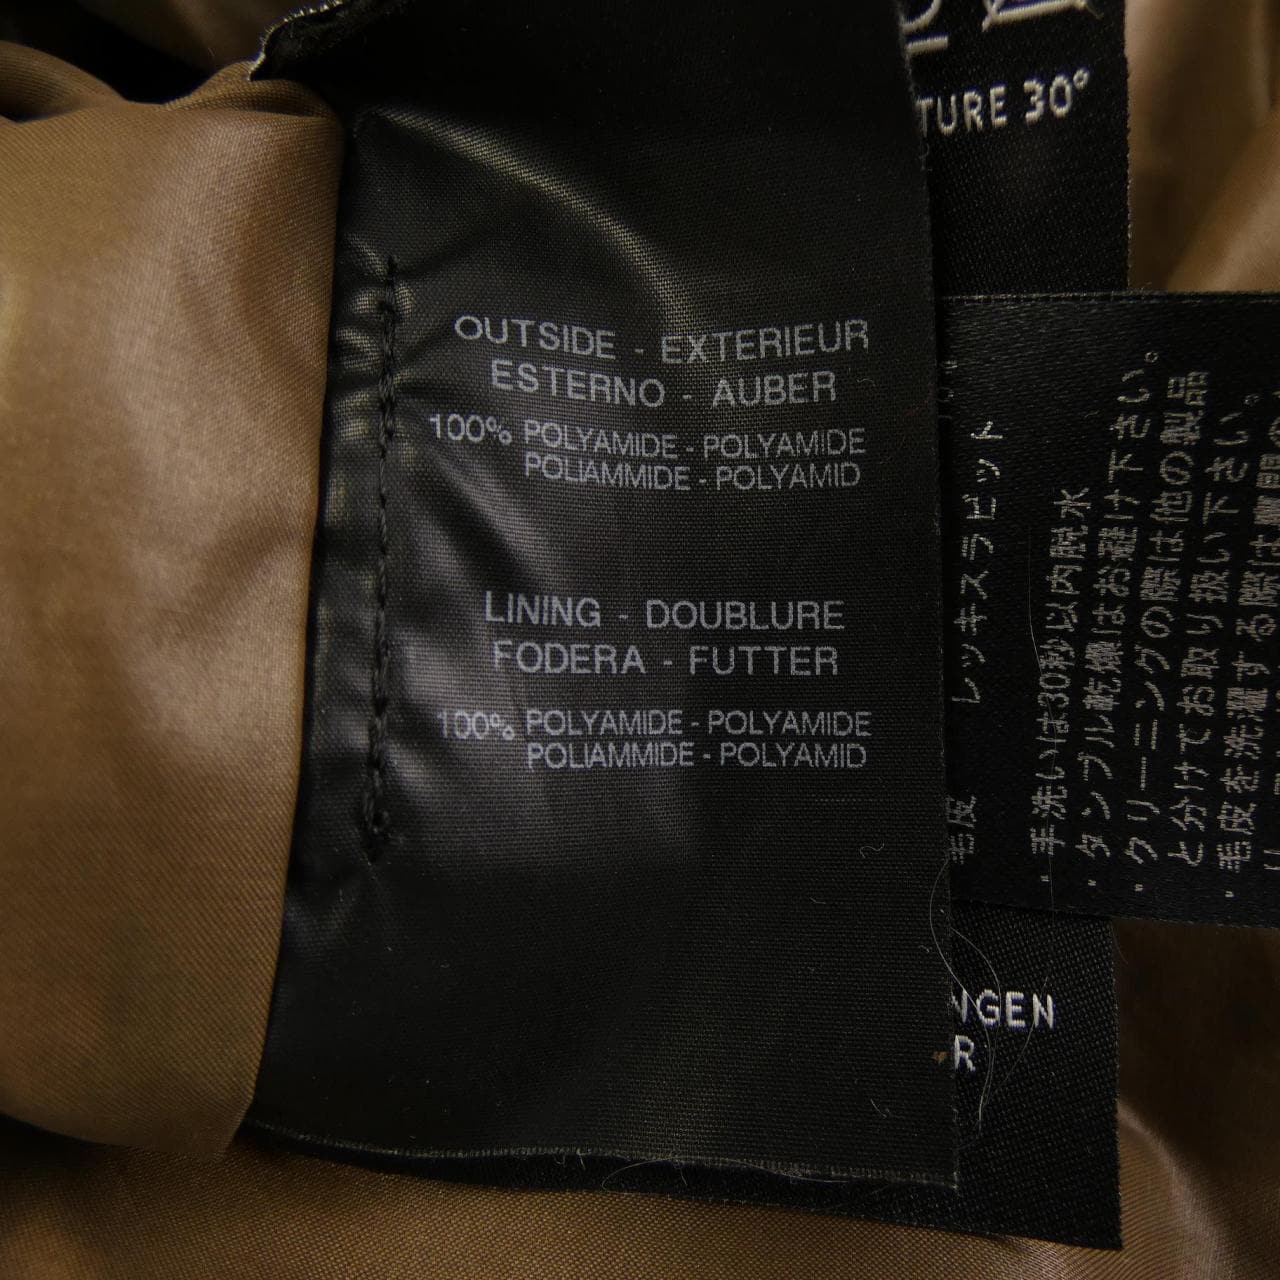 TURE 30°
OUTSIDE - EXTERIEUR
ESTERNO - AUBER
100% POLYAMIDE - POLYAMIDE
POLIAMMIDE - POLYAMID
LINING - DOUBLURE
FODERA - FUTTER
100% POLYAMIDE - POLYAMIDE
POLIAMMIDE - POLYAMID
毛皮 レッキスラビット
・手洗いは30秒以内脱水
・タンブル乾燥はお避け下さい。
・クリーニングの際は他の製品
と分けてお取り扱い下さい。
・毛皮を洗濯する際は
NGEN
R